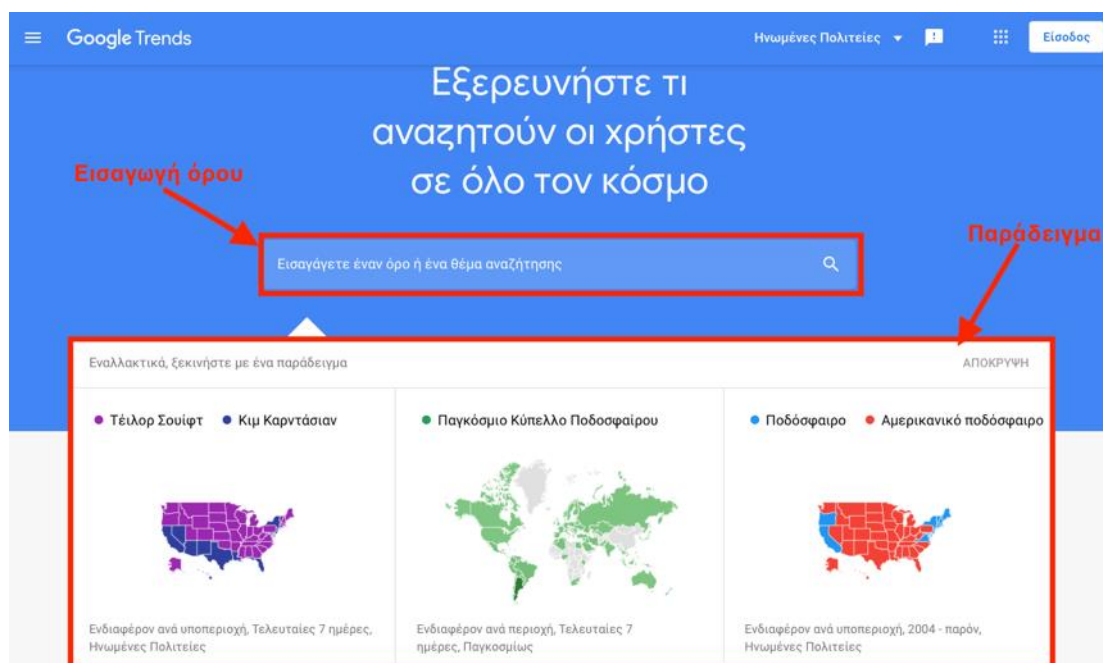 Google Trends
Ηνωμένες Πολιτείες
Είσοδος
Εξερευνήστε τι
αναζητούν οι χρήστες
σε όλο τον κόσμο
Εισαγωγή όρου
Παράδειγμα
Εισαγάγετε έναν όρο ή ένα θέμα αναζήτησης
Εναλλακτικά, ξεκινήστε με ένα παράδειγμα
ΑΠΟΚΡΥΨΗ
Τέιλορ Σουίφτ Κιμ Καρντάσιαν
Ενδιαφέρον ανά υποπεριοχή, Τελευταίες 7 ημέρες,
Ηνωμένες Πολιτείες
Παγκόσμιο Κύπελλο Ποδοσφαίρου
Ενδιαφέρον ανά περιοχή, Τελευταίες 7
ημέρες, Παγκοσμίως
Ποδόσφαιρο Αμερικανικό ποδόσφαιρο
Ενδιαφέρον ανά υποπεριοχή, 2004 - παρόν,
Ηνωμένες Πολιτείες